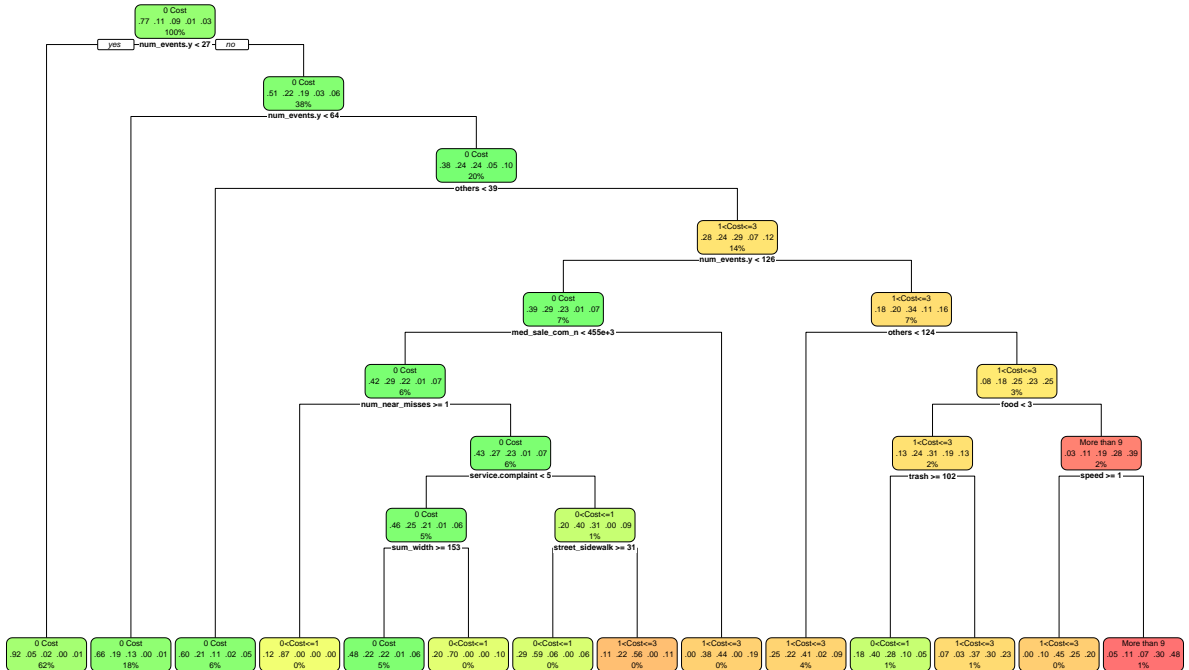 0 Cost
.77 .11 .09 .01 .03
100%
yes num_events.y < 27 no
0 Cost
.51 .22 .19 .03 .06
38%
num_events.y < 64
0 Cost
.38 .24 .24 .05 .10
20%
others < 39
1<Cost<=3
.28 .24 .29 .07 .12
14%
num_events.y < 126
0 Cost
.39 .29 .23 .01 .07
7%
med_sale_com_n < 455e+3
1<Cost<=3
.18 .20 .34 .11 .16
7%
others < 124
0 Cost
.42 .29 .22 .01 .07
6%
num_near_misses >= 1
1<Cost<=3
.08 .18 .25 .23 .25
3%
food < 3
0 Cost
.43 .27 .23 .01 .07
6%
service.complaint < 5
1<Cost<=3
.13 .24 .31 .19 .13
2%
trash >= 102
More than 9
.03 .11 .19 .28 .39
2%
speed >= 1
0 Cost
.46 .25 .21 .01 .06
5%
sum_width >= 153
0<Cost<=1
.20 .40 .31 .00 .09
1%
street_sidewalk >= 31
0 Cost
.92 .05 .02 .00 .01
62%
0 Cost
.66 .19 .13 .00 .01
18%
0 Cost
.60 .21 .11 .02 .05
6%
0<Cost<=1
.12 .87 .00 .00 .00
0%
0 Cost
.48 .22 .22 .01 .06
5%
0<Cost<=1
.20 .70 .00 .00 .10
0%
0<Cost<=1
.29 .59 .06 .00 .06
0%
1<Cost<=3
.11 .22 .56 .00 .11
0%
1<Cost<=3
.00 .38 .44 .00 .19
0%
1<Cost<=3
.25 .22 .41 .02 .09
4%
0<Cost<=1
.18 .40 .28 .10 .05
1%
1<Cost<=3
.07 .03 .37 .30 .23
1%
1<Cost<=3
.00 .10 .45 .25 .20
0%
More than 9
.05 .11 .07 .30 .48
1%